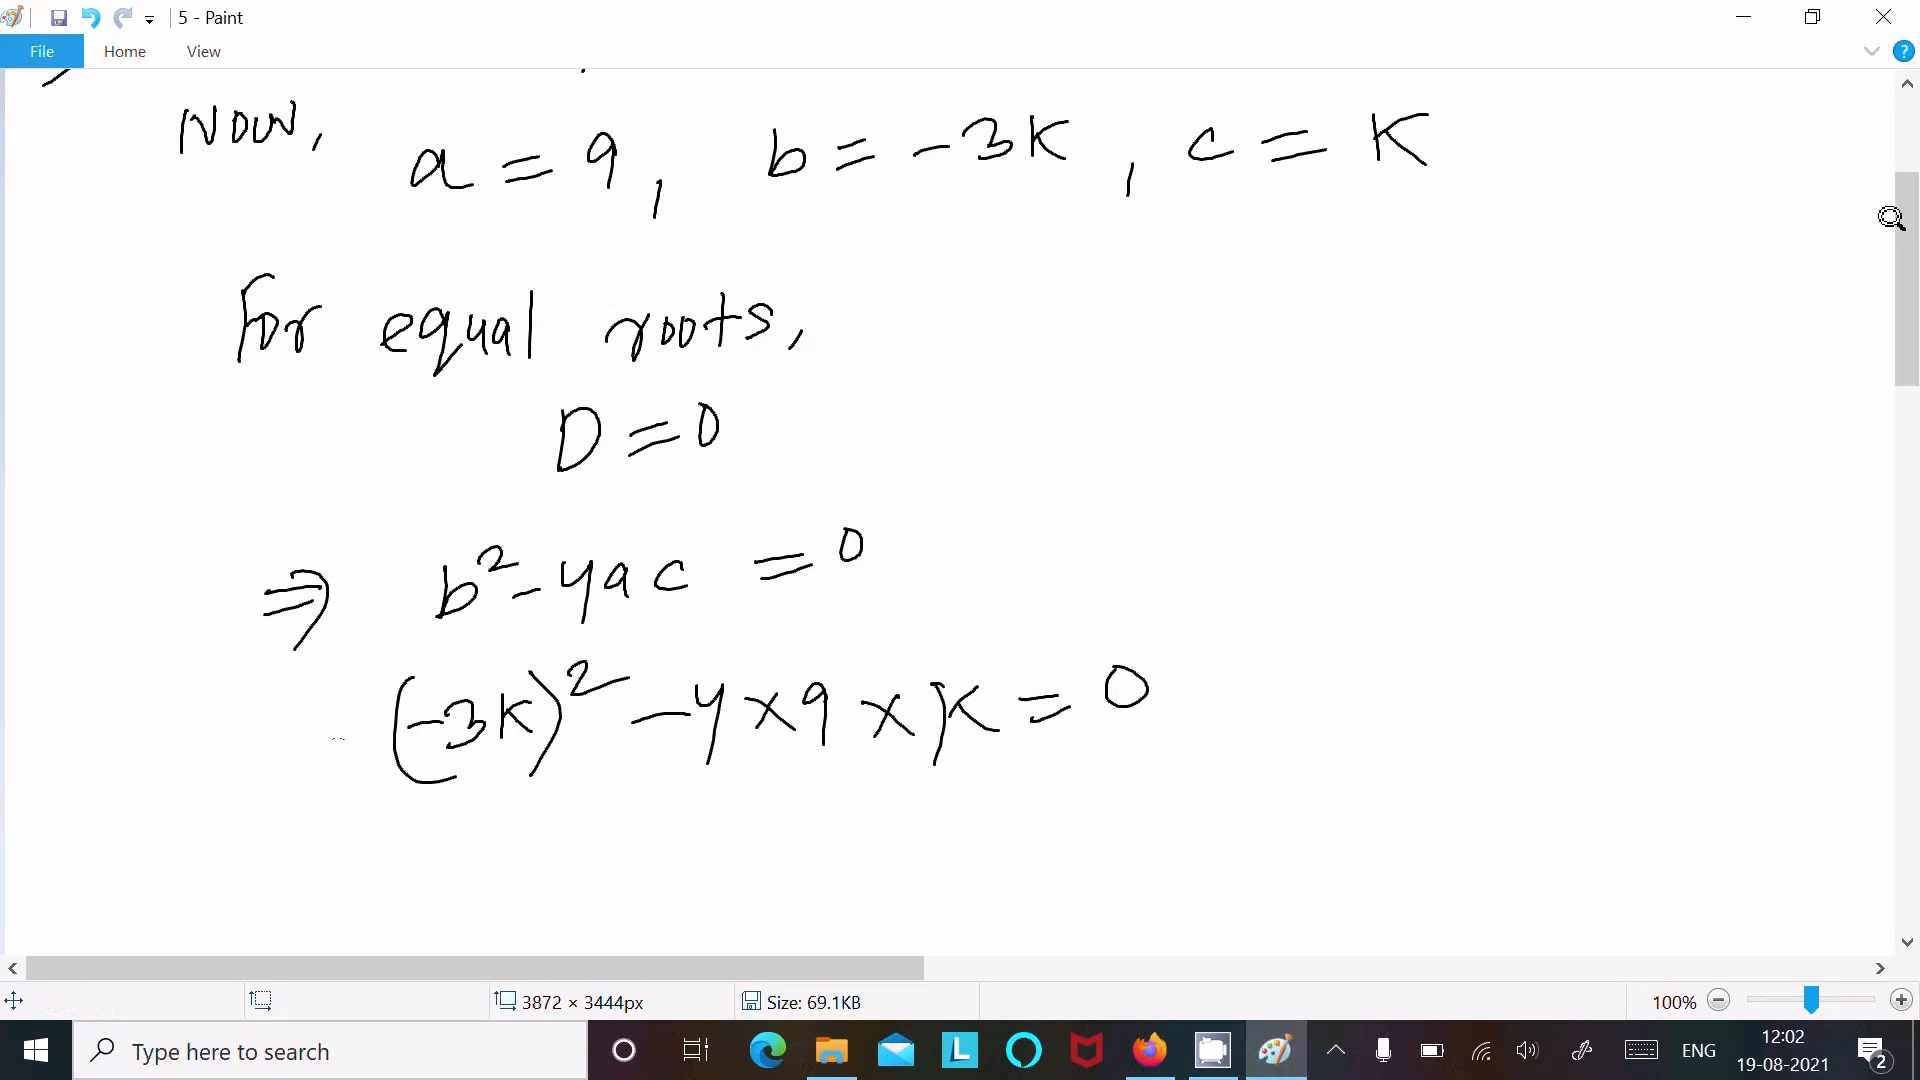 5 - Paint
File Home View
Now, a = 9, b = -3K, c = K
For equal roots,
D = 0
⇒ b² - 4ac = 0
(-3K)² - 4 × 9 × K = 0
3872 × 3444px Size: 69.1KB 100%
Type here to search
L
ENG
12:02
19-08-2021
2